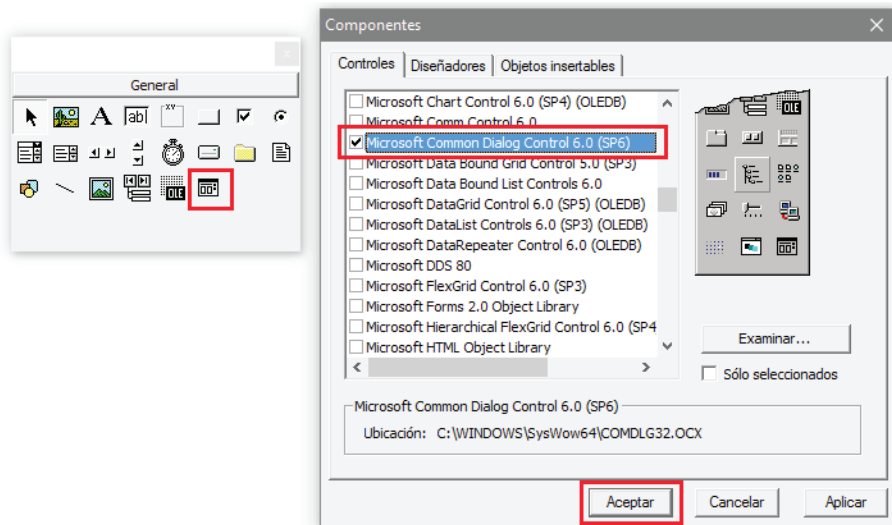 General
A
ab
XY
OLE
Componentes
Controles
Diseñadores
Objetos insertables
Microsoft Chart Control 6.0 (SP4) (OLEDB)
Microsoft Comm Control 6.0
Microsoft Common Dialog Control 6.0 (SP6)
Microsoft Data Bound Grid Control 5.0 (SP3)
Microsoft Data Bound List Controls 6.0
Microsoft DataGrid Control 6.0 (SP5) (OLEDB)
Microsoft DataList Controls 6.0 (SP3) (OLEDB)
Microsoft DataRepeater Control 6.0 (OLEDB)
Microsoft DDS 80
Microsoft FlexGrid Control 6.0 (SP3)
Microsoft Forms 2.0 Object Library
Microsoft Hierarchical FlexGrid Control 6.0 (SP4
Microsoft HTML Object Library
OLE
Examinar...
Sólo seleccionados
Microsoft Common Dialog Control 6.0 (SP6)
Ubicación: C:\WINDOWS\SysWow64\COMDLG32.OCX
Aceptar
Cancelar
Aplicar